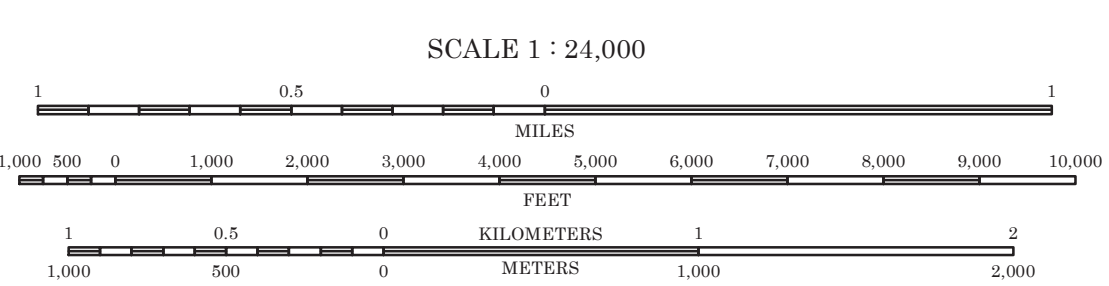 SCALE 1 : 24,000
1 0.5 0 1
MILES
1,000 500 0 1,000 2,000 3,000 4,000 5,000 6,000 7,000 8,000 9,000 10,000
FEET
1 0.5 0 KILOMETERS 1 2
1,000 500 0 METERS 1,000 2,000